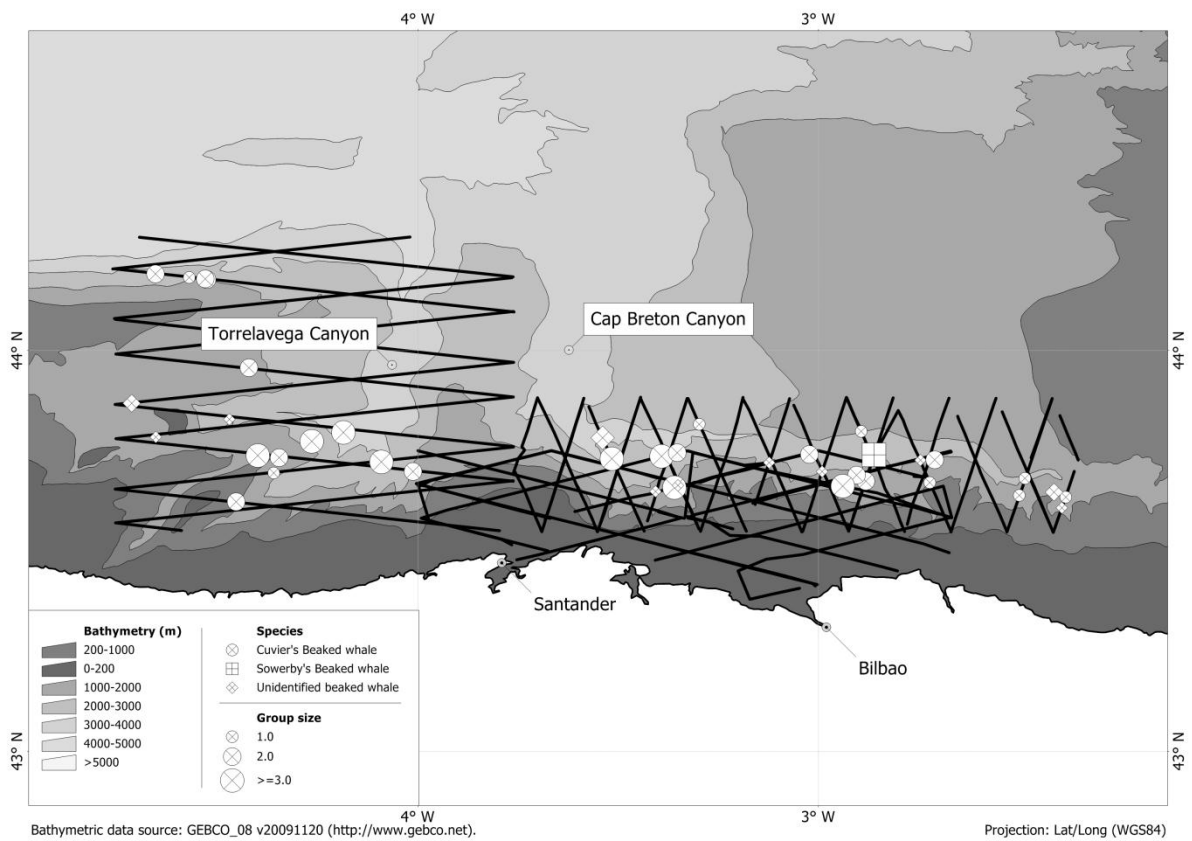 4° W
3° W
44° N
44° N
Cap Breton Canyon
Torrelavega Canyon
Santander
Bilbao
Bathymetry (m)
200-1000
0-200
1000-2000
2000-3000
3000-4000
4000-5000
>5000
Species
Cuvier's Beaked whale
Sowerby's Beaked whale
Unidentified beaked whale
Group size
1.0
2.0
>=3.0
43° N
43° N
4° W
3° W
Bathymetric data source: GEBCO_08 v20091120 (http://www.gebco.net).
Projection: Lat/Long (WGS84)